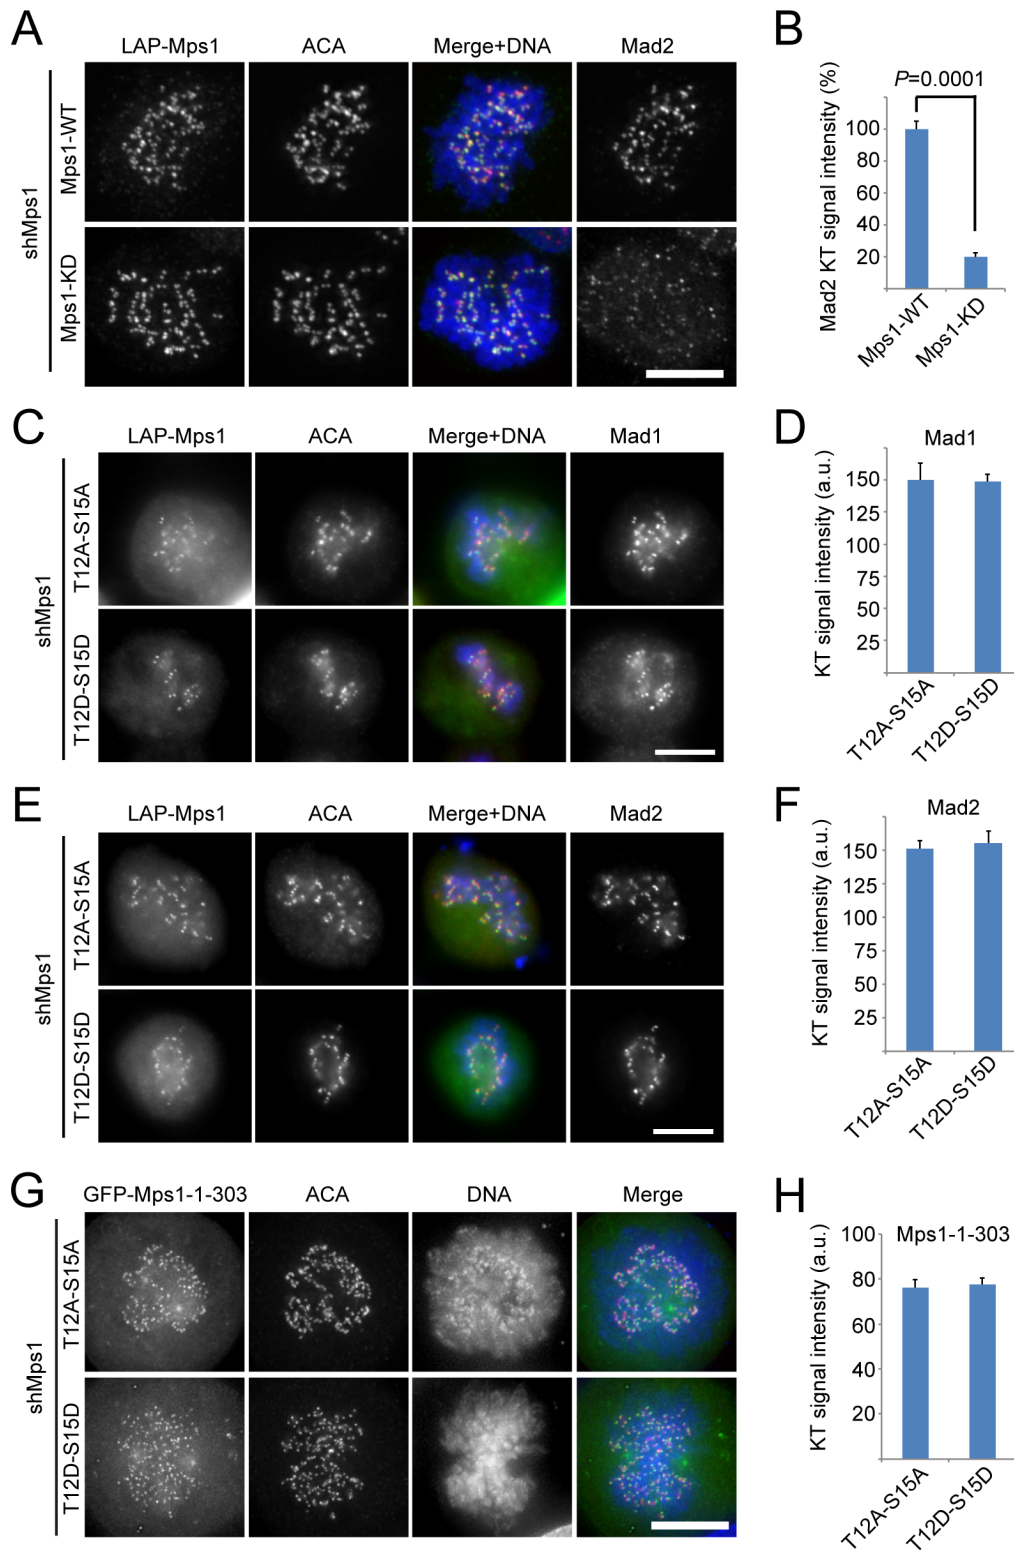 A
LAP-Mps1 ACA Merge+DNA Mad2
shMps1
Mps1-WT
Mps1-KD
B
P=0.0001
Mad2 KT signal intensity (%)
100
80
60
40
20
Mps1-WT
Mps1-KD
C
LAP-Mps1 ACA Merge+DNA Mad1
shMps1
T12A-S15A
T12D-S15D
D
Mad1
KT signal intensity (a.u.)
150
125
100
75
50
25
T12A-S15A
T12D-S15D
E
LAP-Mps1 ACA Merge+DNA Mad2
shMps1
T12A-S15A
T12D-S15D
F
Mad2
KT signal intensity (a.u.)
150
125
100
75
50
25
T12A-S15A
T12D-S15D
G
GFP-Mps1-1-303 ACA DNA Merge
shMps1
T12A-S15A
T12D-S15D
H
Mps1-1-303
KT signal intensity (a.u.)
100
80
60
40
20
T12A-S15A
T12D-S15D